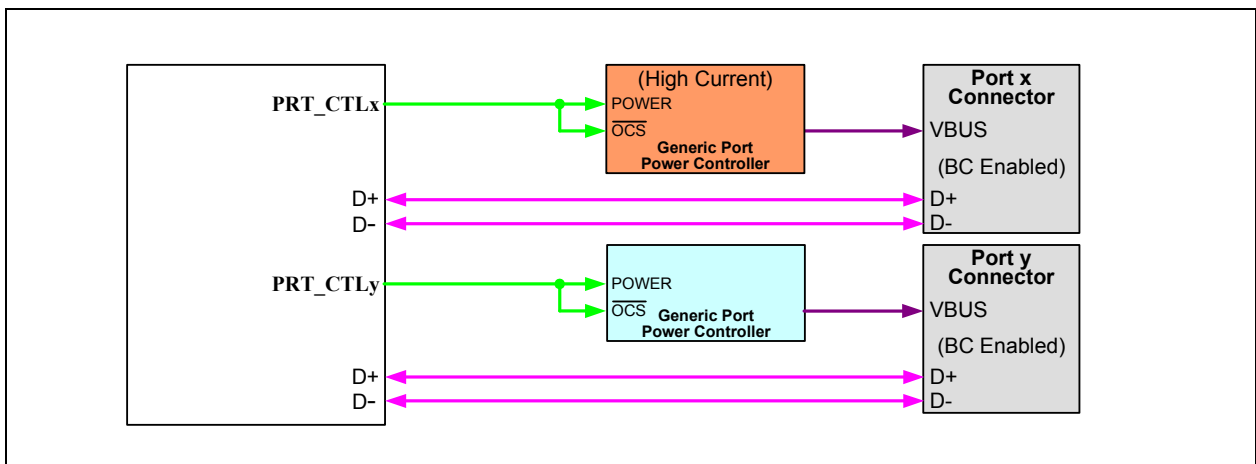 PRT_CTLx
D+
D-
PRT_CTLy
D+
D-
(High Current)
POWER
OCS
Generic Port
Power Controller
POWER
OCS
Generic Port
Power Controller
Port x
Connector
VBUS
(BC Enabled)
D+
D-
Port y
Connector
VBUS
(BC Enabled)
D+
D-